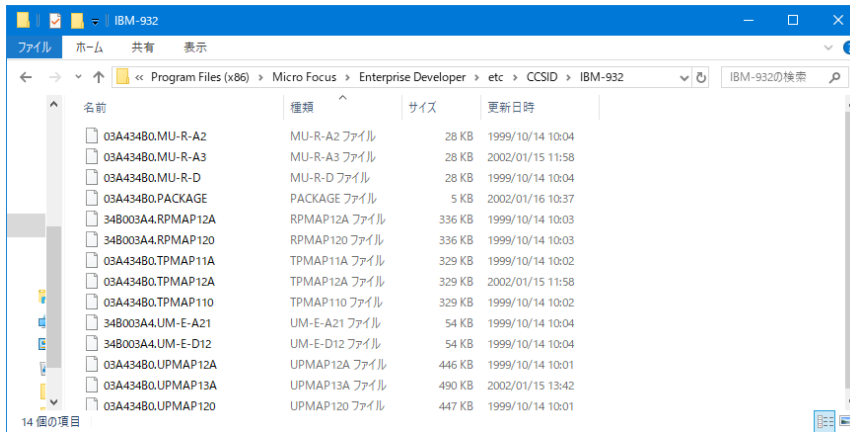 IBM-932
ファイル ホーム 共有 表示
« Program Files (x86) > Micro Focus > Enterprise Developer > etc > CCSID > IBM-932 IBM-932の検索
名前 種類 サイズ 更新日時
03A434B0.MU-R-A2 MU-R-A2 ファイル 28 KB 1999/10/14 10:04
03A434B0.MU-R-A3 MU-R-A3 ファイル 28 KB 2002/01/15 11:58
03A434B0.MU-R-D MU-R-D ファイル 28 KB 1999/10/14 10:04
03A434B0.PACKAGE PACKAGE ファイル 5 KB 2002/01/16 10:37
34B003A4.RPMAP12A RPMAP12A ファイル 336 KB 1999/10/14 10:03
34B003A4.RPMAP120 RPMAP120 ファイル 336 KB 1999/10/14 10:03
03A434B0.TPMAP11A TPMAP11A ファイル 329 KB 1999/10/14 10:02
03A434B0.TPMAP12A TPMAP12A ファイル 329 KB 2002/01/15 11:58
03A434B0.TPMAP110 TPMAP110 ファイル 329 KB 1999/10/14 10:02
34B003A4.UM-E-A21 UM-E-A21 ファイル 54 KB 1999/10/14 10:04
34B003A4.UM-E-D12 UM-E-D12 ファイル 54 KB 1999/10/14 10:04
03A434B0.UPMAP12A UPMAP12A ファイル 446 KB 1999/10/14 10:01
03A434B0.UPMAP13A UPMAP13A ファイル 490 KB 2002/01/15 13:42
03A434B0.UPMAP120 UPMAP120 ファイル 447 KB 1999/10/14 10:01
14 個の項目